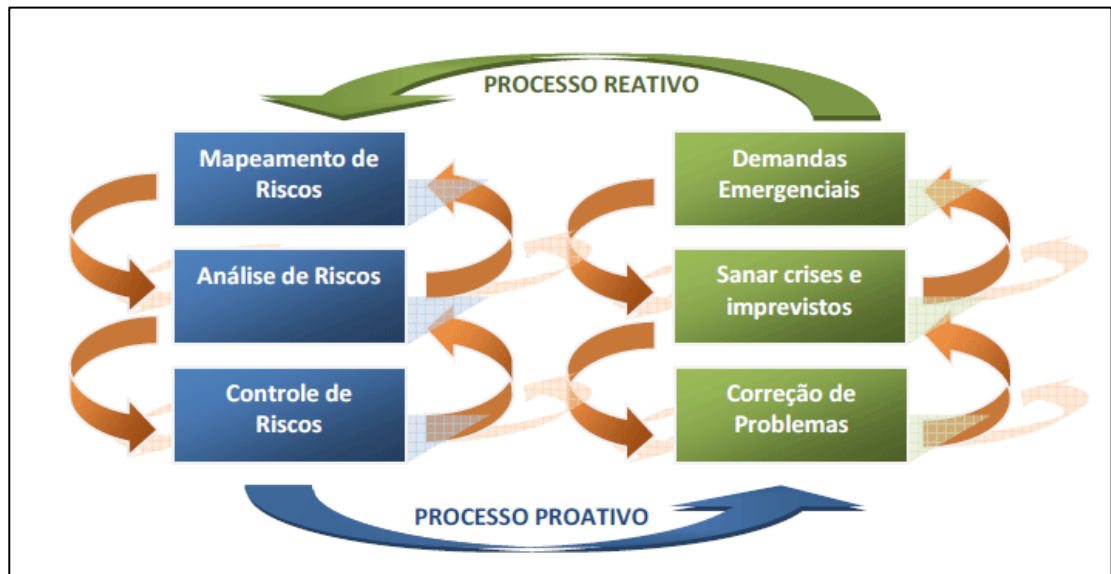 PROCESSO REATIVO
Mapeamento de
Riscos
Demandas
Emergenciais
Análise de Riscos
Sanar crises e
imprevistos
Controle de
Riscos
Correção de
Problemas
PROCESSO PROATIVO